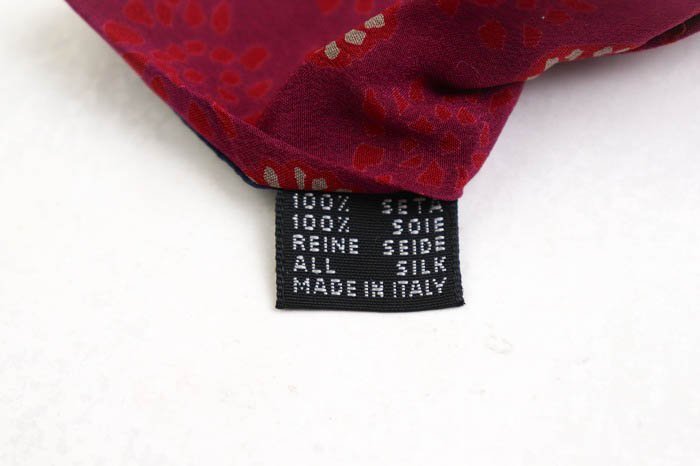 100% SETA
100% SOIE
REINE SEIDE
ALL SILK
MADE IN ITALY